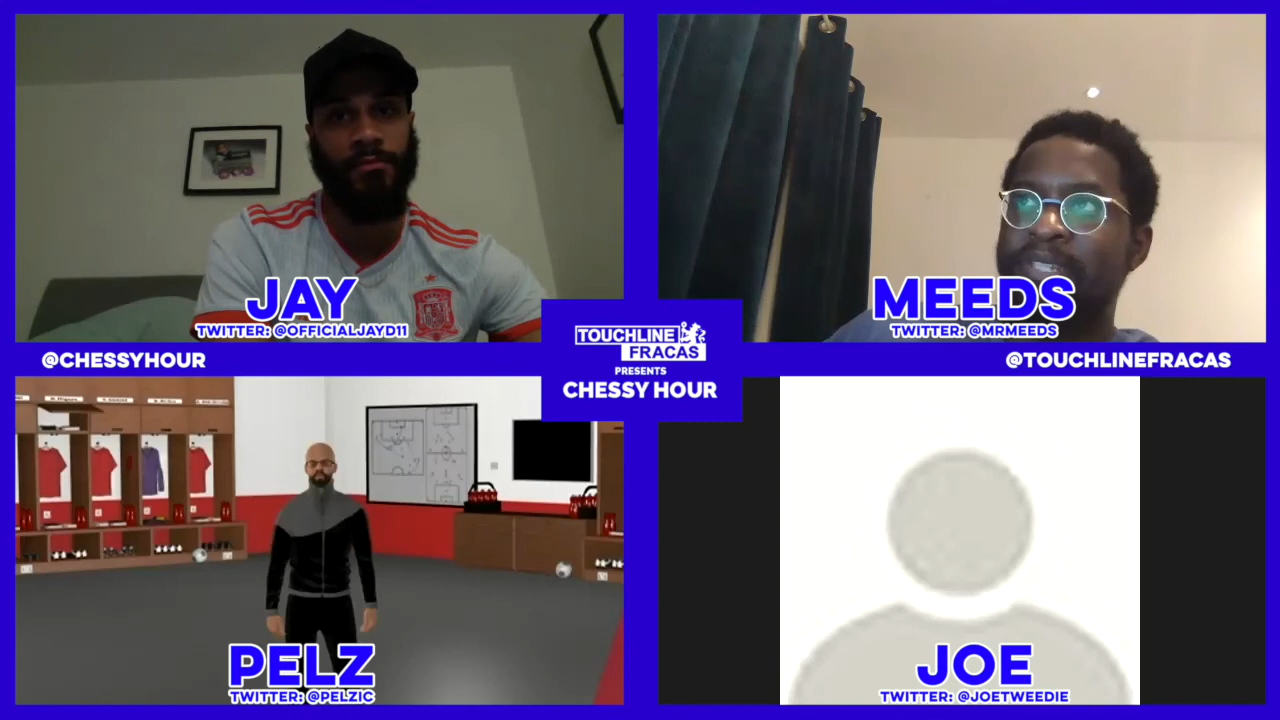 JAY
TWITTER: @OFFICIALJAYD11
MEEDS
TWITTER: @MRMEEDS
@CHESSYHOUR
TOUCHLINE
FRACAS
PRESENTS
CHESSY HOUR
@TOUCHLINEFRACAS
PELZ
TWITTER: @PELZIC
JOE
TWITTER: @JOETWEEDIE